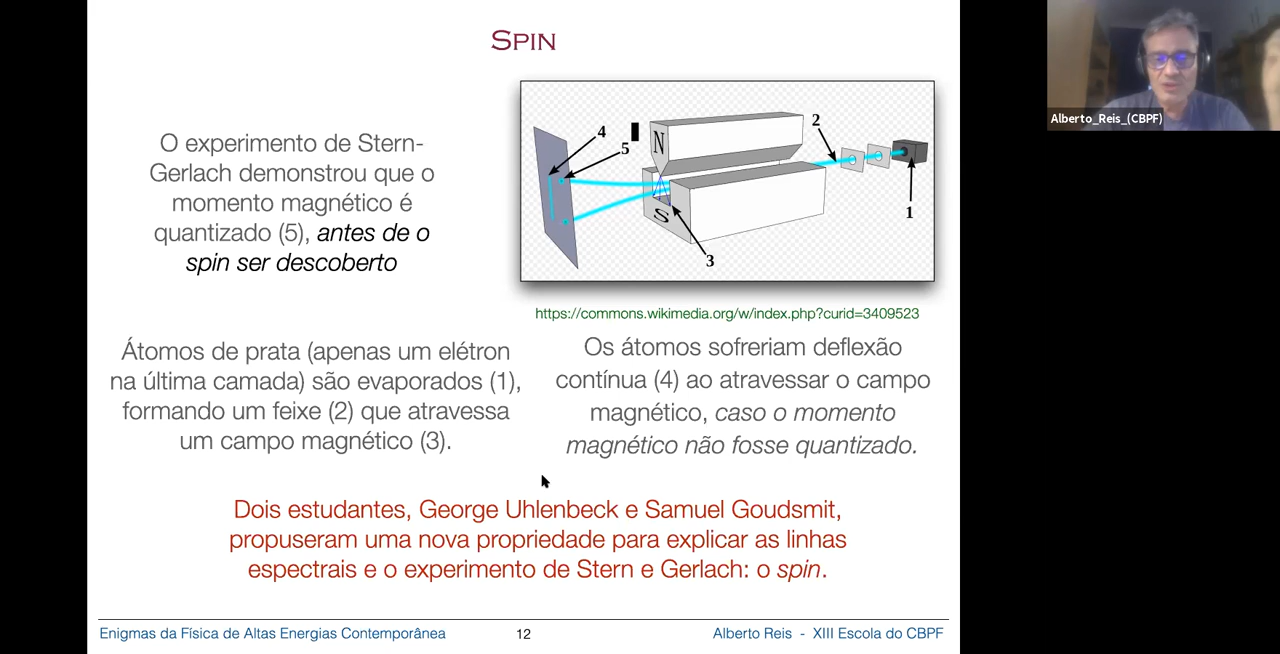 SPIN
O experimento de Stern-
Gerlach demonstrou que o
momento magnético é
quantizado (5), antes de o
spin ser descoberto
4
5
N
S
2
1
3
https://commons.wikimedia.org/w/index.php?curid=3409523
Átomos de prata (apenas um elétron
na última camada) são evaporados (1),
formando um feixe (2) que atravessa
um campo magnético (3).
Os átomos sofreriam deflexão
contínua (4) ao atravessar o campo
magnético, caso o momento
magnético não fosse quantizado.
Dois estudantes, George Uhlenbeck e Samuel Goudsmit,
propuseram uma nova propriedade para explicar as linhas
espectrais e o experimento de Stern e Gerlach: o spin.
Enigmas da Física de Altas Energias Contemporânea
12
Alberto Reis - XIII Escola do CBPF
Alberto_Reis_(CBPF)